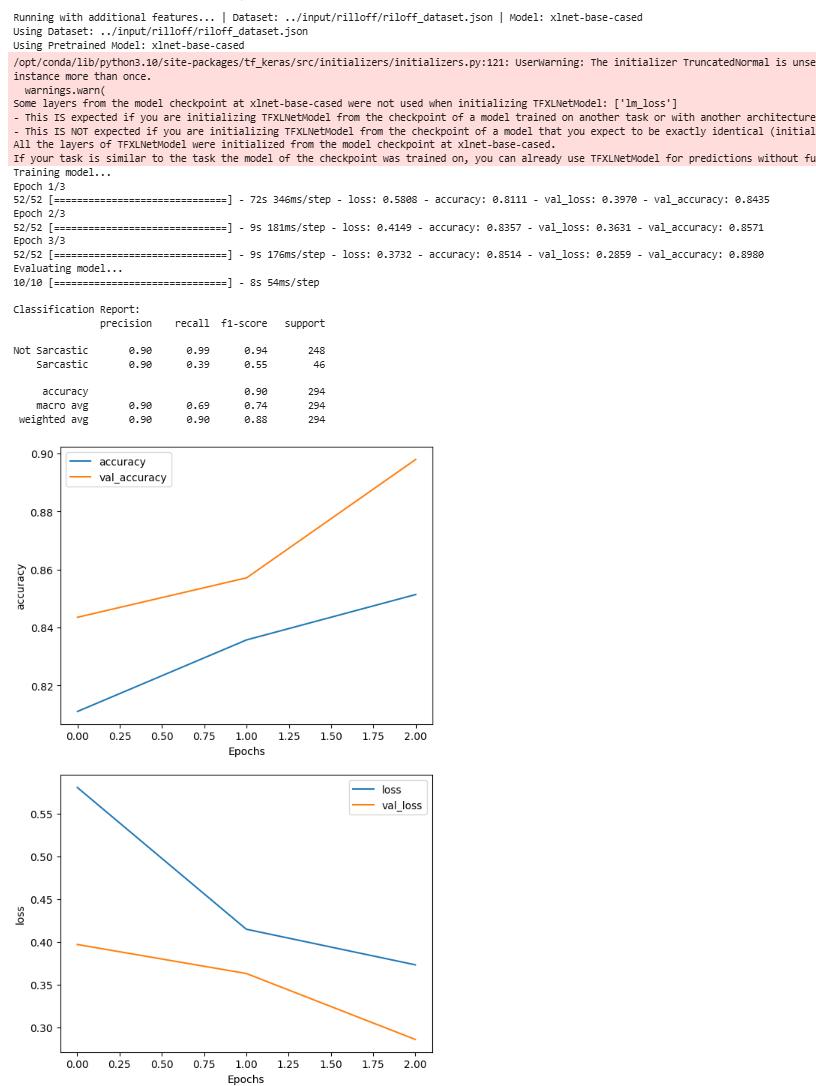 Running with additional features... | Dataset: ../input/rilloff/riloff_dataset.json | Model: xlnet-base-cased
Using Dataset: ../input/rilloff/riloff_dataset.json
Using Pretrained Model: xlnet-base-cased
/opt/conda/lib/python3.10/site-packages/tf_keras/src/initializers/initializers.py:121: UserWarning: The initializer TruncatedNormal is unse
instance more than once.
warnings.warn(
Some layers from the model checkpoint at xlnet-base-cased were not used when initializing TFXLNetModel: ['lm_loss']
- This IS expected if you are initializing TFXLNetModel from the checkpoint of a model trained on another task or with another architecture
- This IS NOT expected if you are initializing TFXLNetModel from the checkpoint of a model that you expect to be exactly identical (initial
All the layers of TFXLNetModel were initialized from the model checkpoint at xlnet-base-cased.
If your task is similar to the task the model of the checkpoint was trained on, you can already use TFXLNetModel for predictions without fu
Training model...
Epoch 1/3
52/52 [==============================] - 72s 346ms/step - loss: 0.5808 - accuracy: 0.8111 - val_loss: 0.3970 - val_accuracy: 0.8435
Epoch 2/3
52/52 [==============================] - 9s 181ms/step - loss: 0.4149 - accuracy: 0.8357 - val_loss: 0.3631 - val_accuracy: 0.8571
Epoch 3/3
52/52 [==============================] - 9s 176ms/step - loss: 0.3732 - accuracy: 0.8514 - val_loss: 0.2859 - val_accuracy: 0.8980
Evaluating model...
10/10 [==============================] - 8s 54ms/step
Classification Report:
precision recall f1-score support
Not Sarcastic 0.90 0.99 0.94 248
Sarcastic 0.90 0.39 0.55 46
accuracy 0.90 294
macro avg 0.90 0.69 0.74 294
weighted avg 0.90 0.90 0.88 294
accuracy
val_accuracy
0.90
0.88
0.86
0.84
0.82
accuracy
0.00 0.25 0.50 0.75 1.00 1.25 1.50 1.75 2.00
Epochs
loss
val_loss
0.55
0.50
0.45
0.40
0.35
0.30
loss
0.00 0.25 0.50 0.75 1.00 1.25 1.50 1.75 2.00
Epochs